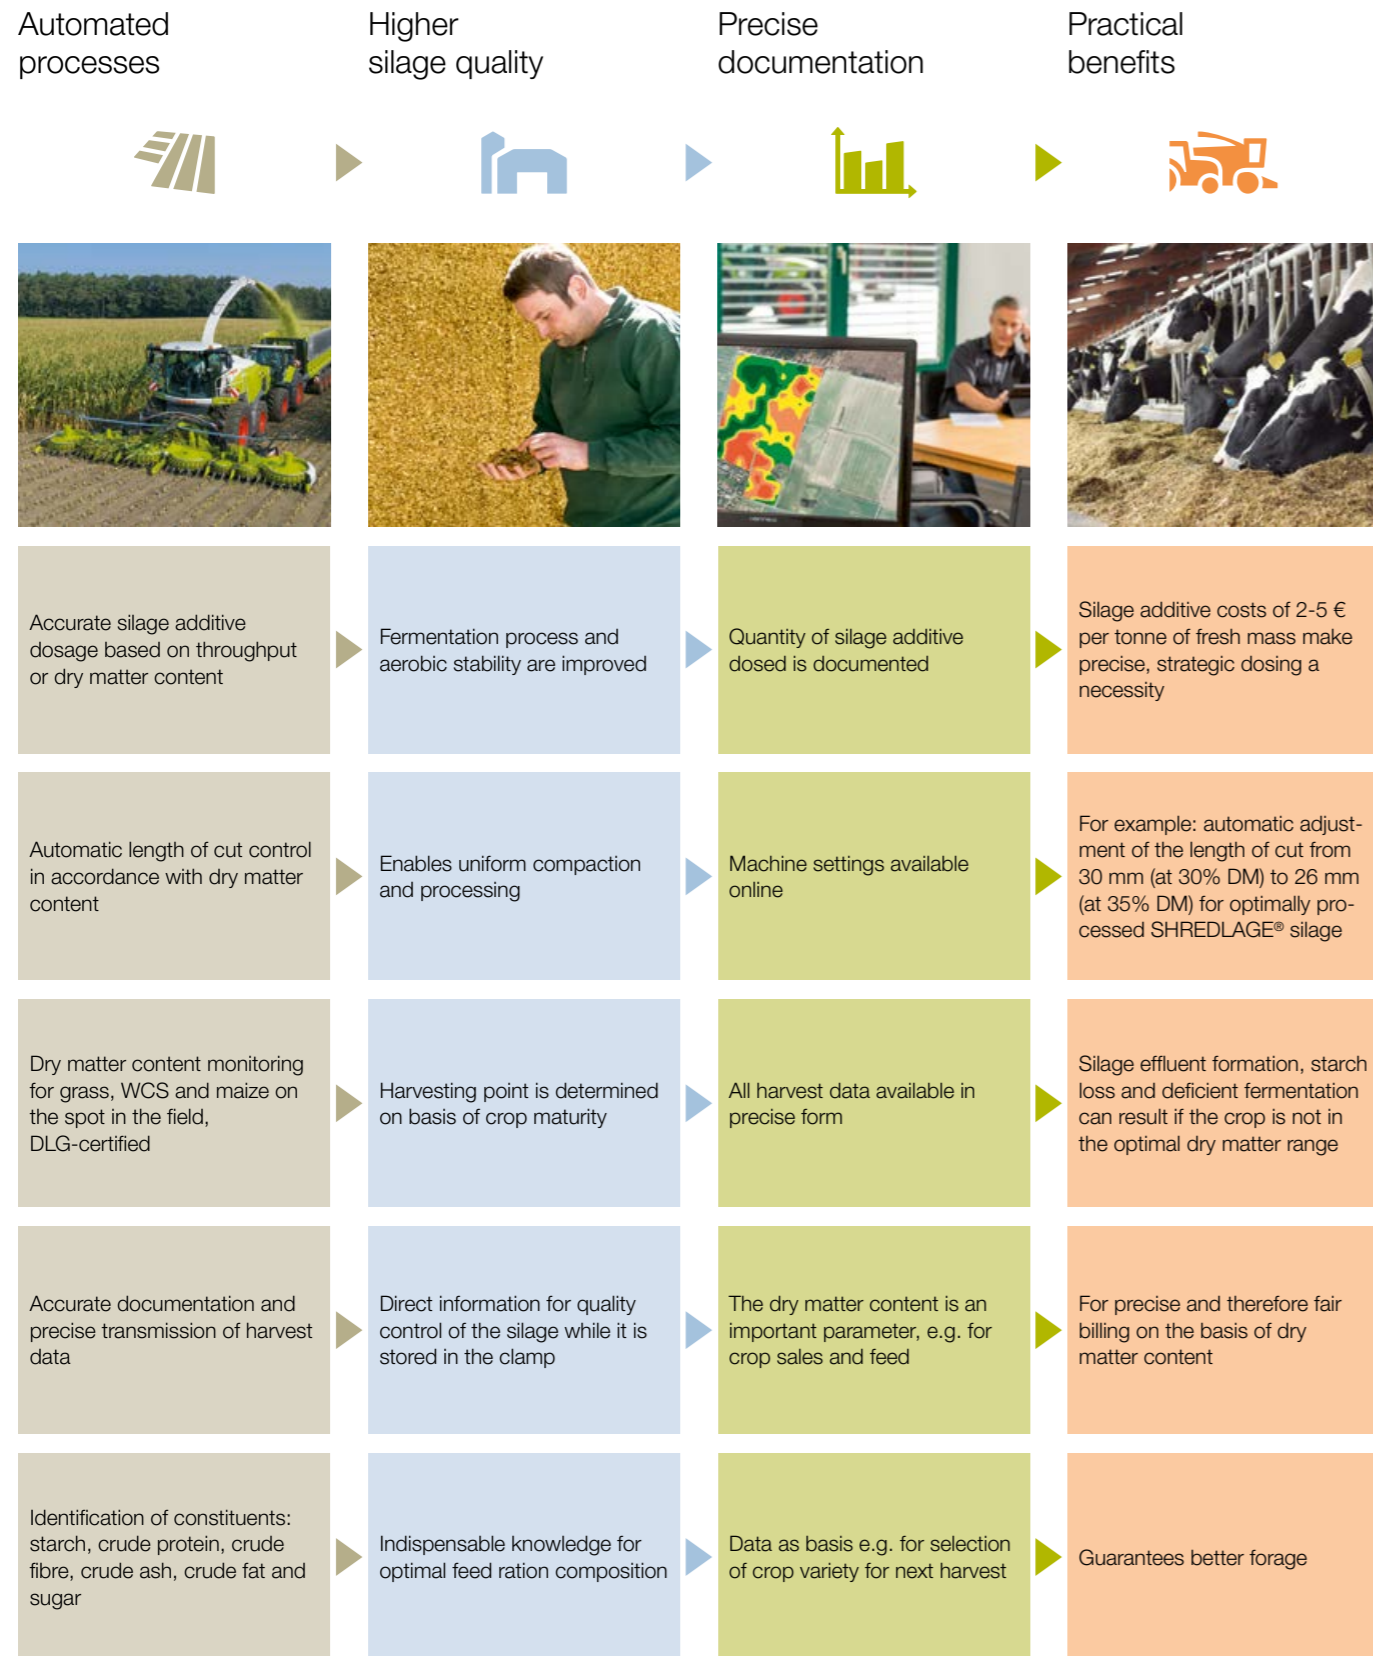 Automated
processes
Higher
silage quality
Precise
documentation
Practical
benefits
Accurate silage additive
dosage based on throughput
or dry matter content
Fermentation process and
aerobic stability are improved
Quantity of silage additive
dosed is documented
Silage additive costs of 2-5 €
per tonne of fresh mass make
precise, strategic dosing a
necessity
Automatic length of cut control
in accordance with dry matter
content
Enables uniform compaction
and processing
Machine settings available
online
For example: automatic adjust-
ment of the length of cut from
30 mm (at 30% DM) to 26 mm
(at 35% DM) for optimally pro-
cessed SHREDLAGE® silage
Dry matter content monitoring
for grass, WCS and maize on
the spot in the field,
DLG-certified
Harvesting point is determined
on basis of crop maturity
All harvest data available in
precise form
Silage effluent formation, starch
loss and deficient fermentation
can result if the crop is not in
the optimal dry matter range
Accurate documentation and
precise transmission of harvest
data
Direct information for quality
control of the silage while it is
stored in the clamp
The dry matter content is an
important parameter, e.g. for
crop sales and feed
For precise and therefore fair
billing on the basis of dry
matter content
Identification of constituents:
starch, crude protein, crude
fibre, crude ash, crude fat and
sugar
Indispensable knowledge for
optimal feed ration composition
Data as basis e.g. for selection
of crop variety for next harvest
Guarantees better forage